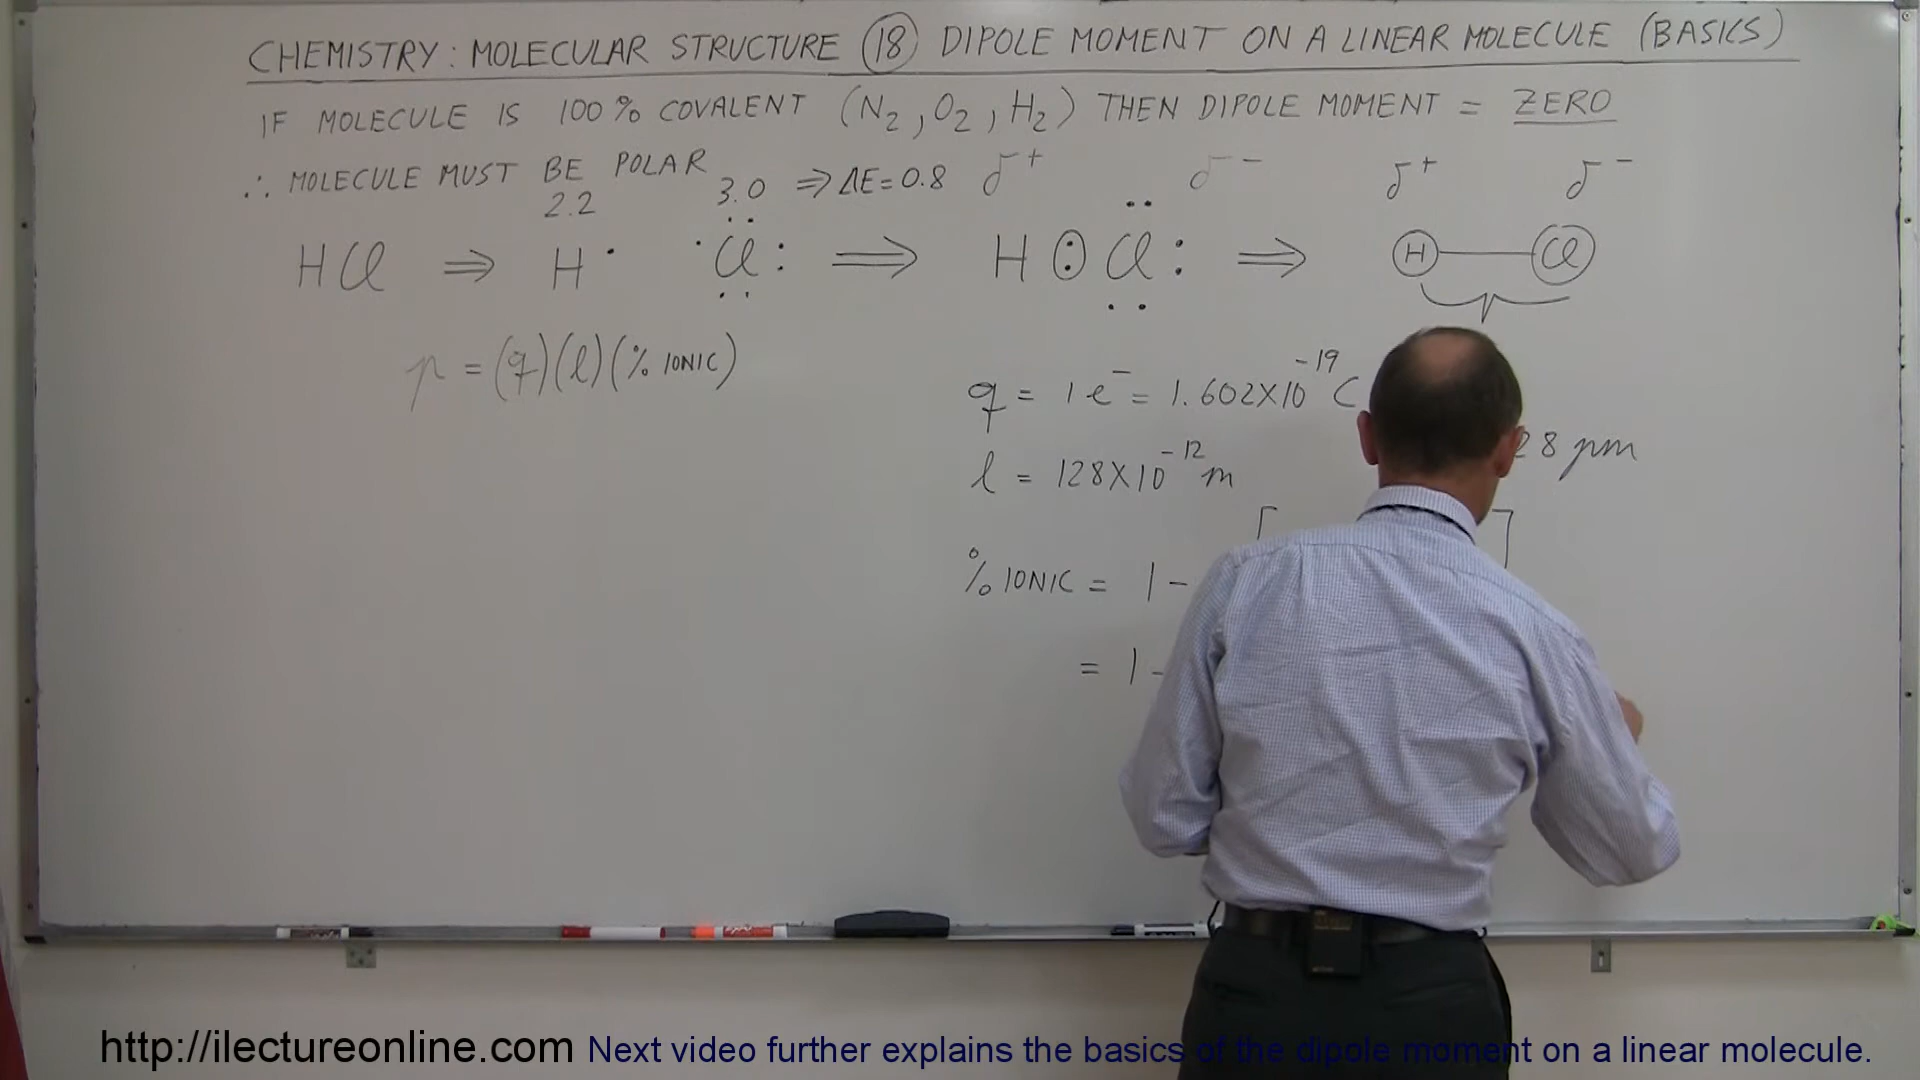 CHEMISTRY: MOLECULAR STRUCTURE 18 DIPOLE MOMENT ON A LINEAR MOLECULE (BASICS)
IF MOLECULE IS 100% COVALENT (N₂, O₂, H₂) THEN DIPOLE MOMENT = ZERO
∴ MOLECULE MUST BE POLAR
2.2 3.0 ⇒ ΔE = 0.8 δ⁺ δ⁻ δ⁺ δ⁻
HCl ⇒ H· ·Cl: ⇒ H : Cl: ⇒ H — Cl
p = (q)(l)(% IONIC)
q = 1 e⁻ = 1.602 X 10⁻¹⁹ C
8 pm
l = 128 X 10⁻¹² m
% IONIC = 1 -
= 1 -
http://ilectureonline.com Next video further explains the basics of the dipole moment on a linear molecule.